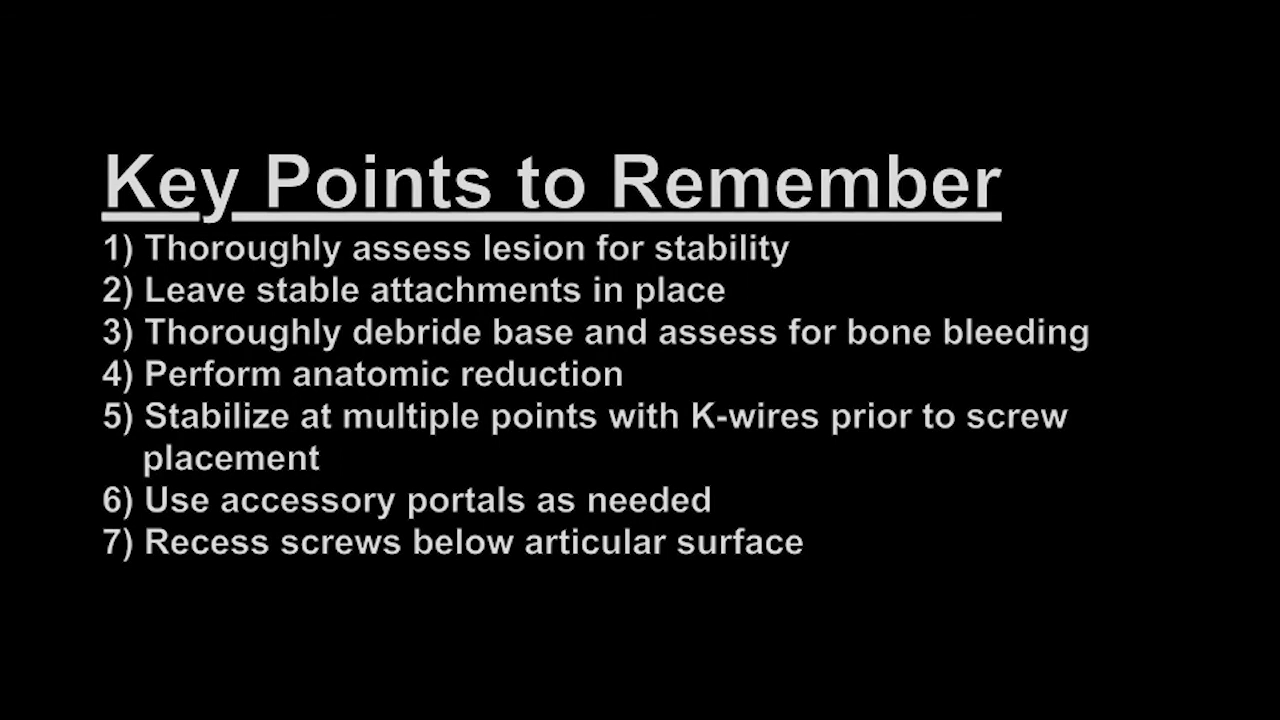 Key Points to Remember
1) Thoroughly assess lesion for stability
2) Leave stable attachments in place
3) Thoroughly debride base and assess for bone bleeding
4) Perform anatomic reduction
5) Stabilize at multiple points with K-wires prior to screw
placement
6) Use accessory portals as needed
7) Recess screws below articular surface